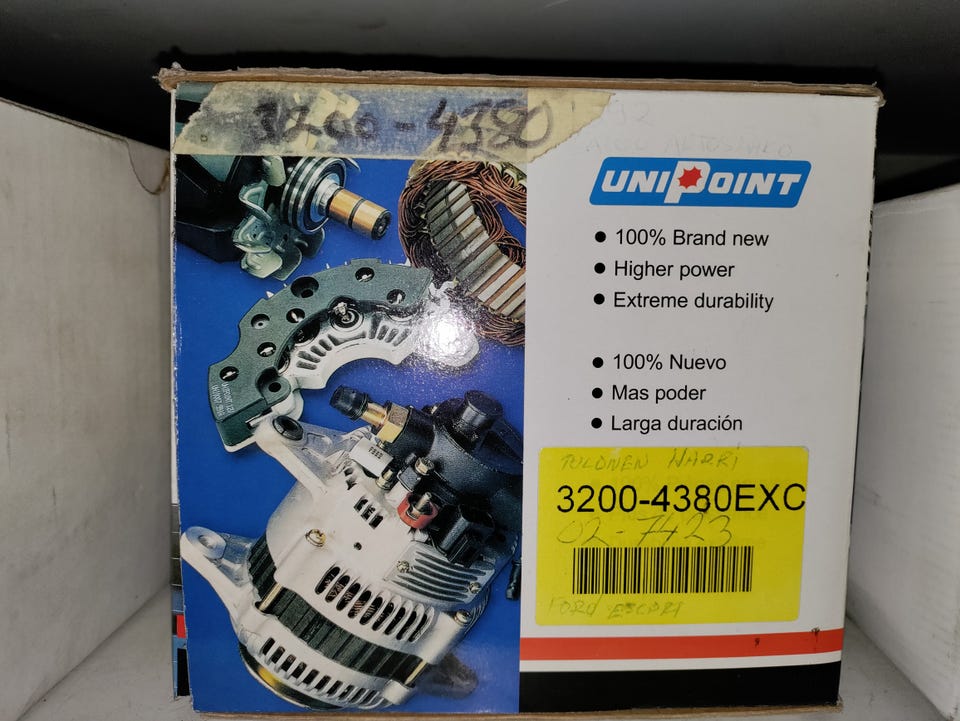 3200-4380
UNIPOINT
100% Brand new
Higher power
Extreme durability
100% Nuevo
Mas poder
Larga duración
TULONEN HARRI
3200-4380EXC
02-7423
FORD ESCORT